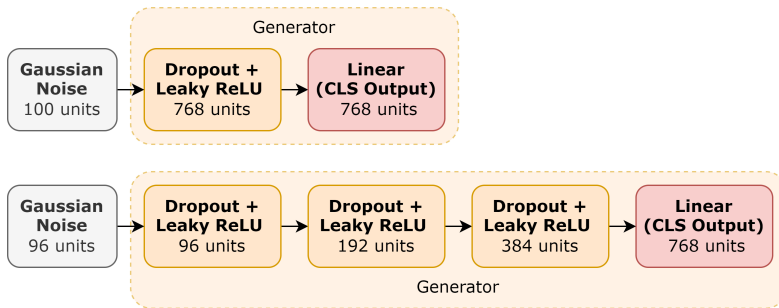 Generator
Gaussian
Noise
100 units
Dropout +
Leaky ReLU
768 units
Linear
(CLS Output)
768 units
Gaussian
Noise
96 units
Dropout +
Leaky ReLU
96 units
Dropout +
Leaky ReLU
192 units
Dropout +
Leaky ReLU
384 units
Linear
(CLS Output)
768 units
Generator